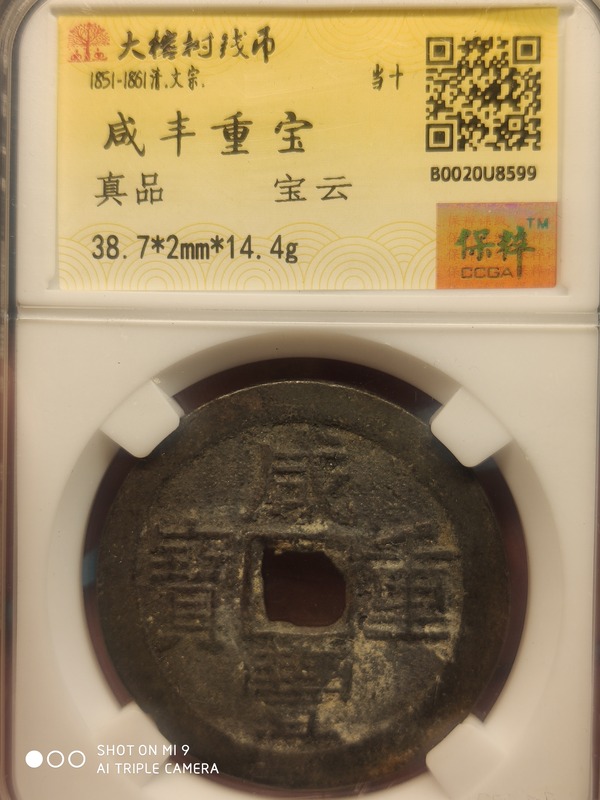 大榕树钱币
1851-1861清.文宗.
当十
咸丰重宝
真品 宝云
B0020U8599
38.7*2mm*14.4g
保粹
TM
CCGA
咸
寶 重
豐
SHOT ON MI 9
AI TRIPLE CAMERA